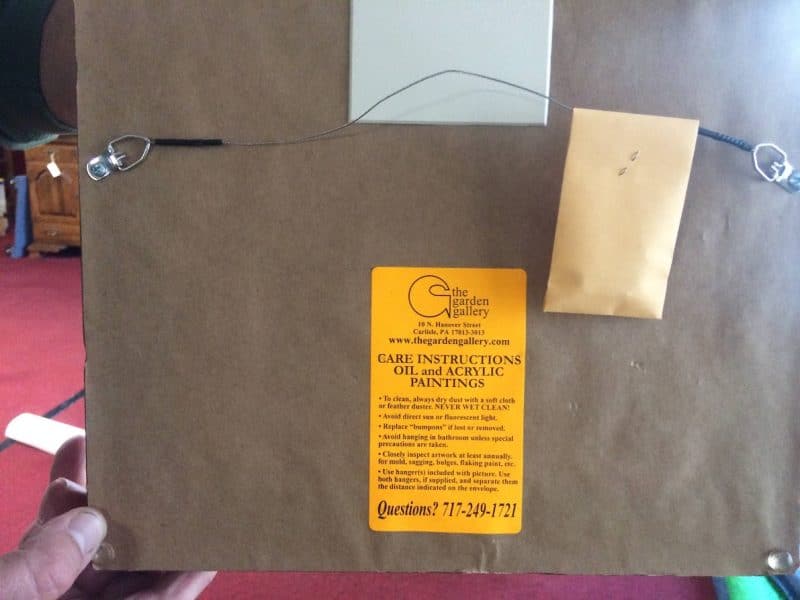 the
garden
gallery
10 N. Hanover Street
Carlisle, PA 17013-3013
www.thegardengallery.com
CARE INSTRUCTIONS
OIL and ACRYLIC
PAINTINGS
• To clean, always dry dust with a soft cloth
or feather duster. NEVER WET CLEAN!
• Avoid direct sun or fluorescent light.
• Replace "bumpons" if lost or removed.
• Avoid hanging in bathroom unless special
precautions are taken.
• Closely inspect artwork at least annually,
for mold, sagging, bulges, flaking paint, etc.
• Use hanger(s) included with picture. Use
both hangers, if supplied, and separate them
the distance indicated on the envelope.
Questions? 717-249-1721